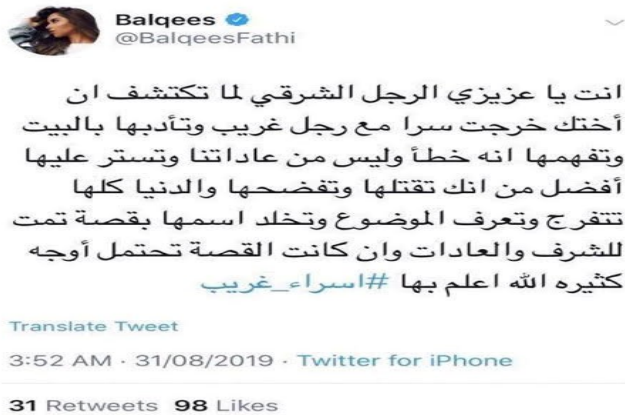 Balqees
@BalqeesFathi
انت يا عزيزي الرجل الشرقي لما تكتشف ان
أختك خرجت سرا مع رجل غريب وتأدبها بالبيت
وتفهمها انه خطأ وليس من عاداتنا وتستر عليها
أفضل من انك تقتلها وتفضحها والدنيا كلها
تتفرج وتعرف الموضوع وتخلد اسمها بقصة تمت
للشرف والعادات وان كانت القصة تحتمل أوجه
كثيره الله اعلم بها #اسراء_غريب
Translate Tweet
3:52 AM · 31/08/2019 · Twitter for iPhone
31 Retweets 98 Likes